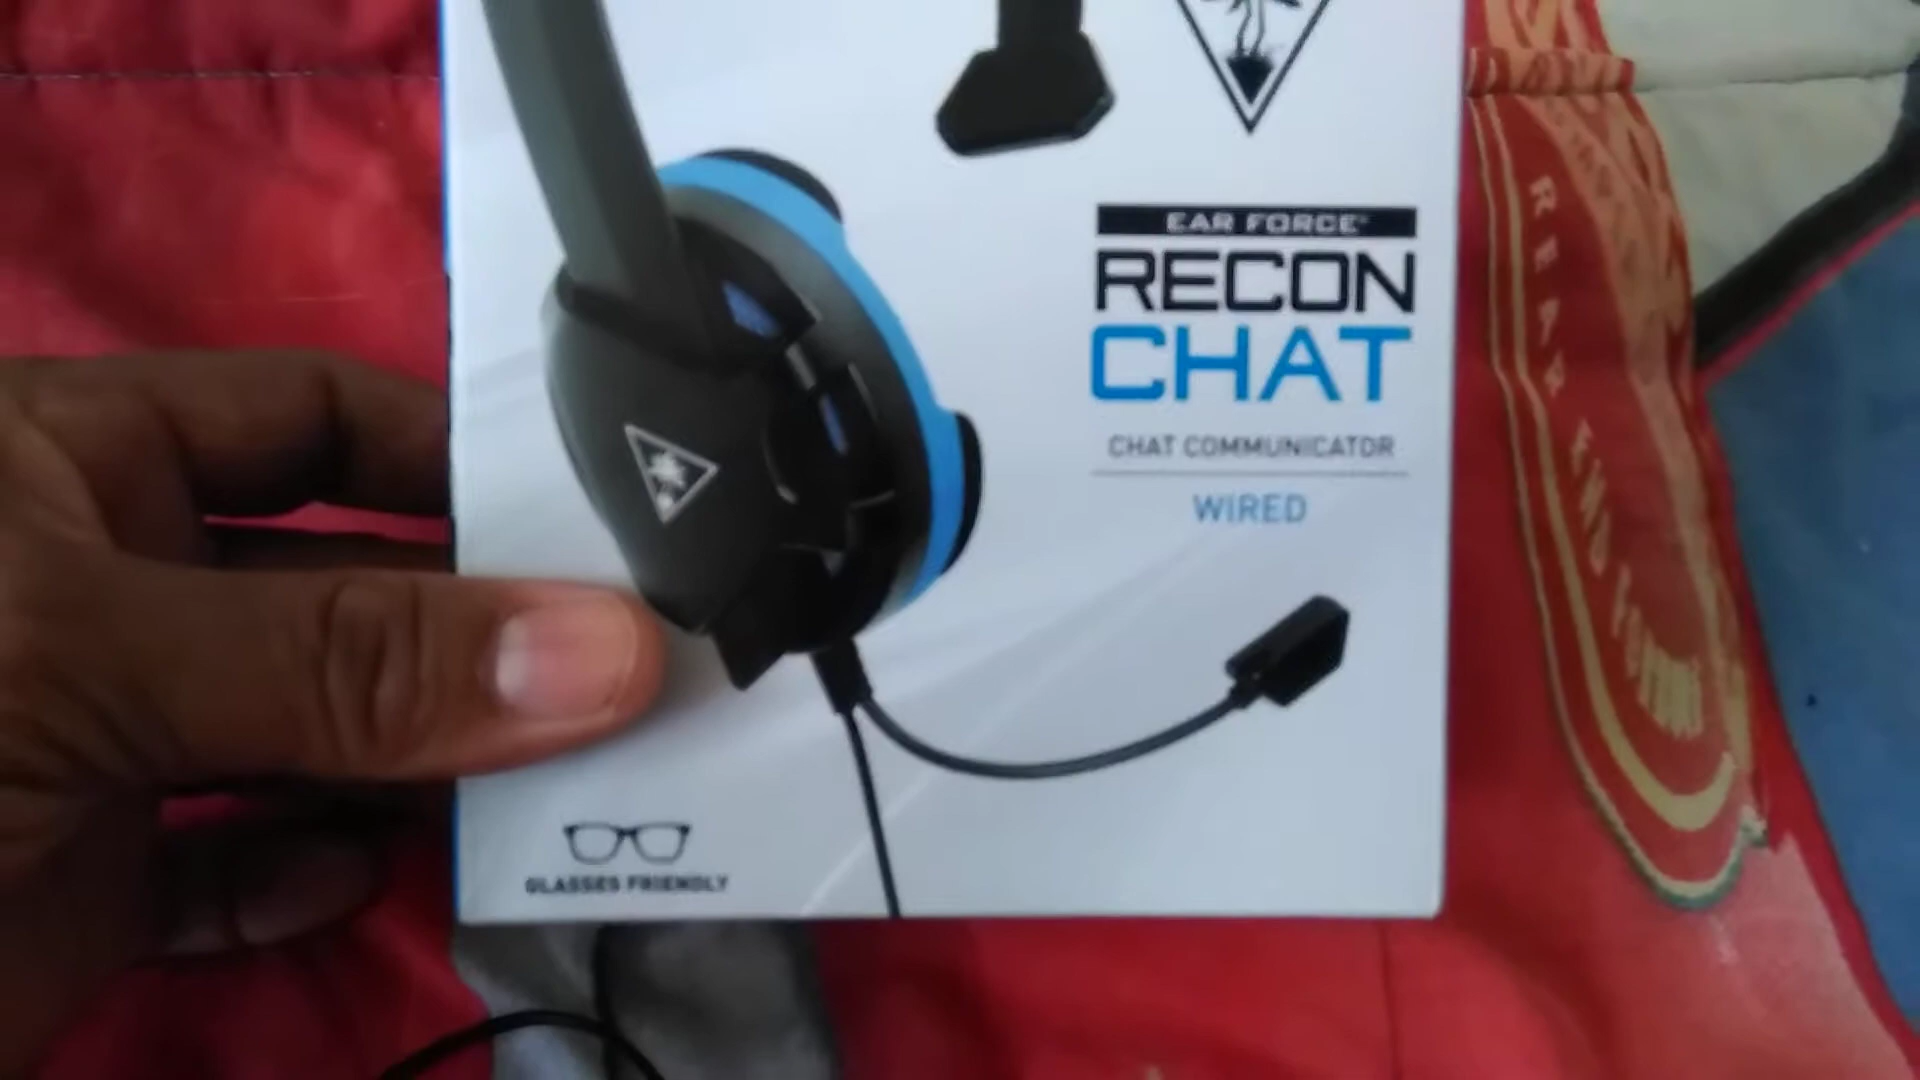 EAR FORCE
RECON
CHAT
CHAT COMMUNICATOR
WIRED
GLASSES FRIENDLY